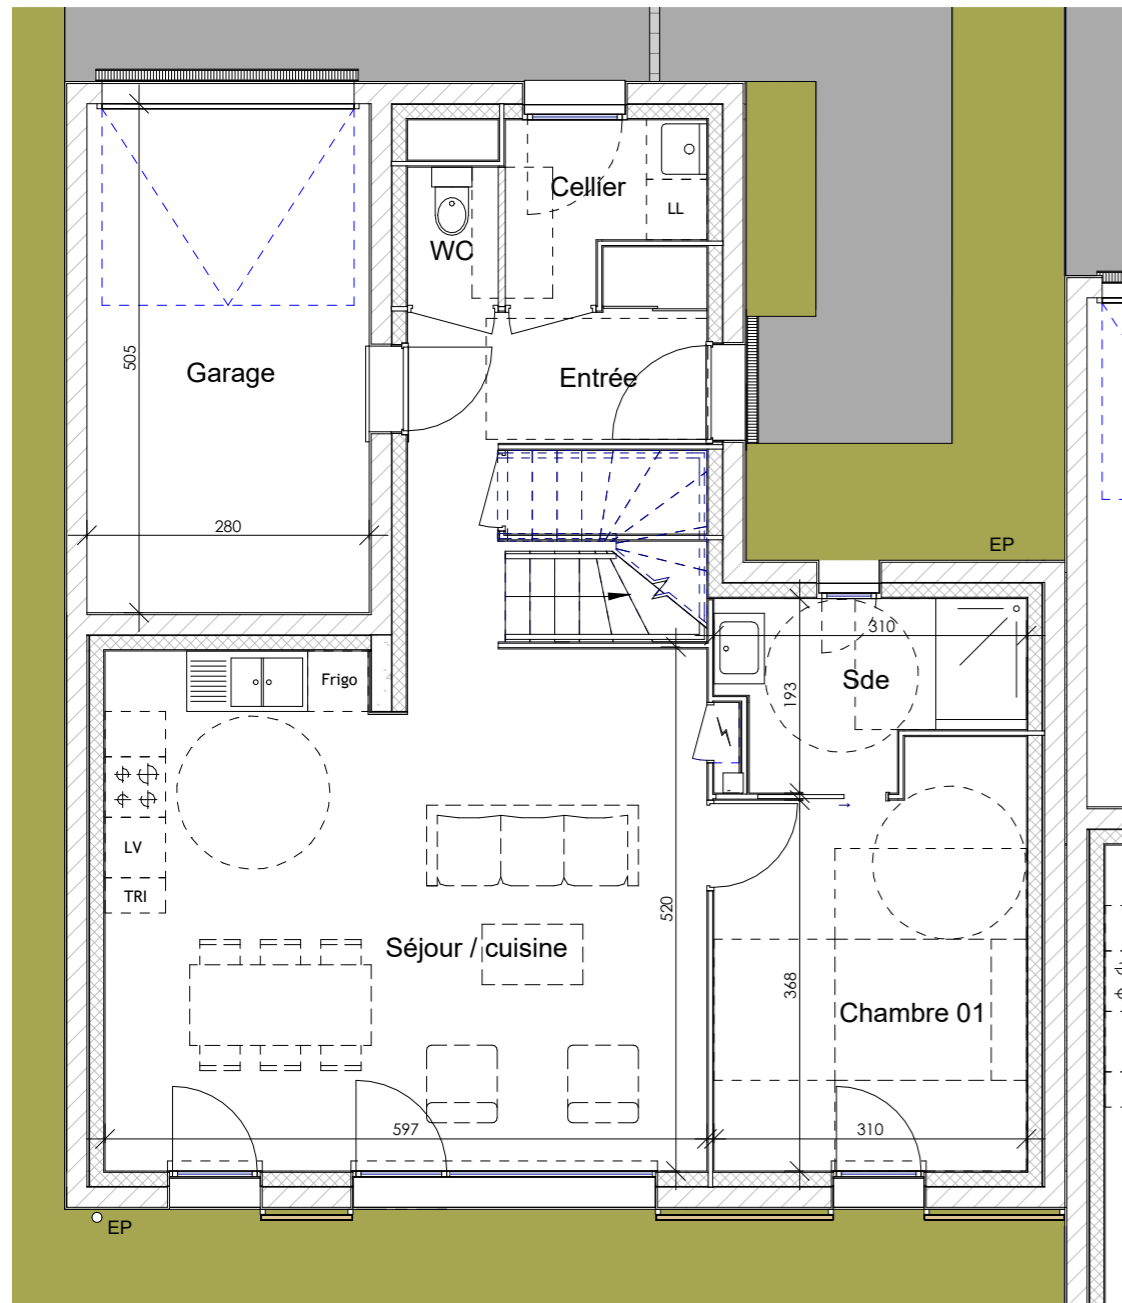 Cellier
LL
WC
505
Garage
Entrée
280
EP
310
Frigo
Sde
193
LV
TRI
520
Séjour / cuisine
368
Chambre 01
597
310
EP